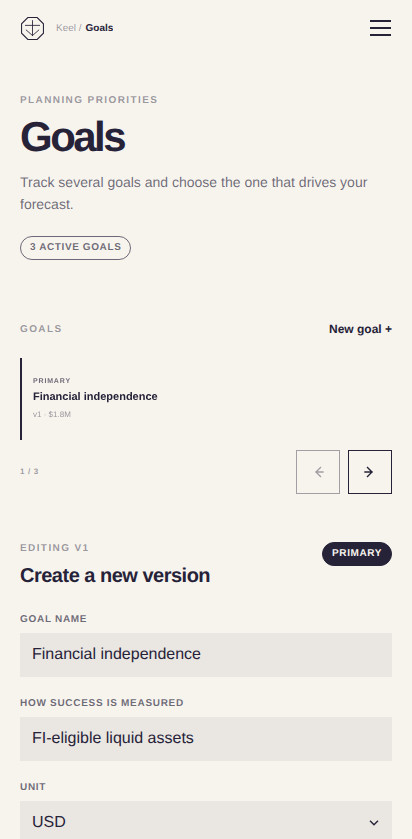 Keel / Goals
PLANNING PRIORITIES
Goals
Track several goals and choose the one that drives your
forecast.
3 ACTIVE GOALS
GOALS
New goal +
PRIMARY
Financial independence
v1 · $1.8M
1 / 3
EDITING V1
PRIMARY
Create a new version
GOAL NAME
Financial independence
HOW SUCCESS IS MEASURED
FI-eligible liquid assets
UNIT
USD